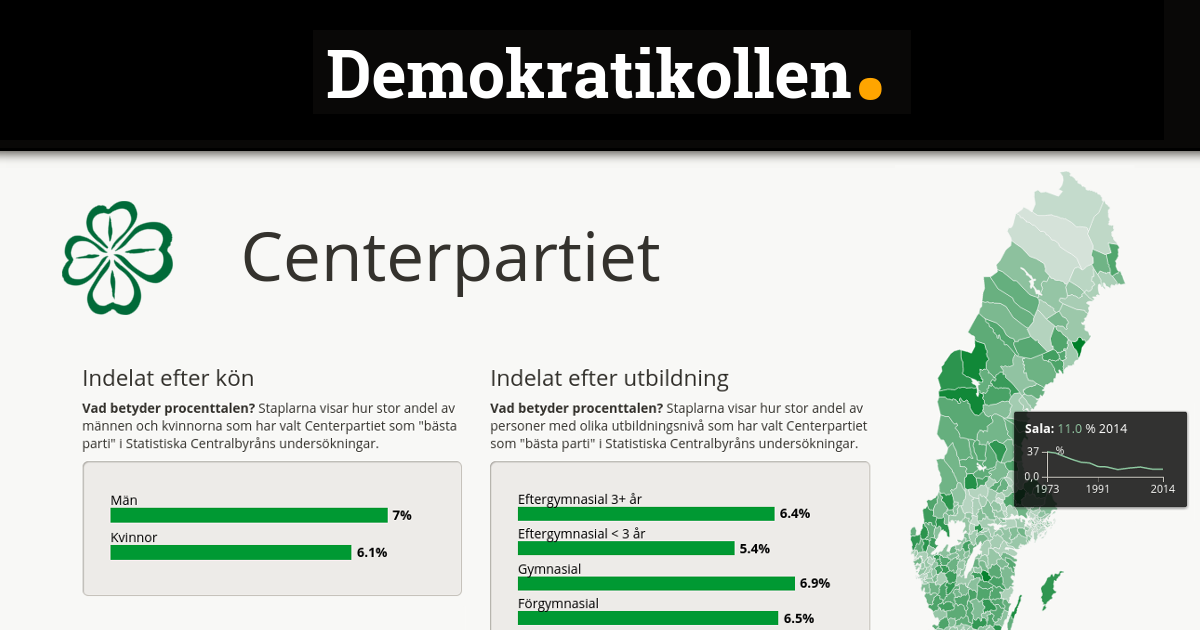 Demokratikollen.
Centerpartiet
Indelat efter kön
Vad betyder procenttalen? Staplarna visar hur stor andel av
männen och kvinnorna som har valt Centerpartiet som "bästa
parti" i Statistiska Centralbyråns undersökningar.
Män
7%
Kvinnor
6.1%
Indelat efter utbildning
Vad betyder procenttalen? Staplarna visar hur stor andel av
personer med olika utbildningsnivå som har valt Centerpartiet
som "bästa parti" i Statistiska Centralbyråns undersökningar.
Eftergymnasial 3+ år
6.4%
Eftergymnasial < 3 år
5.4%
Gymnasial
6.9%
Förgymnasial
6.5%
Sala: 11.0 % 2014
37 %
0,0
1973 1991 2014